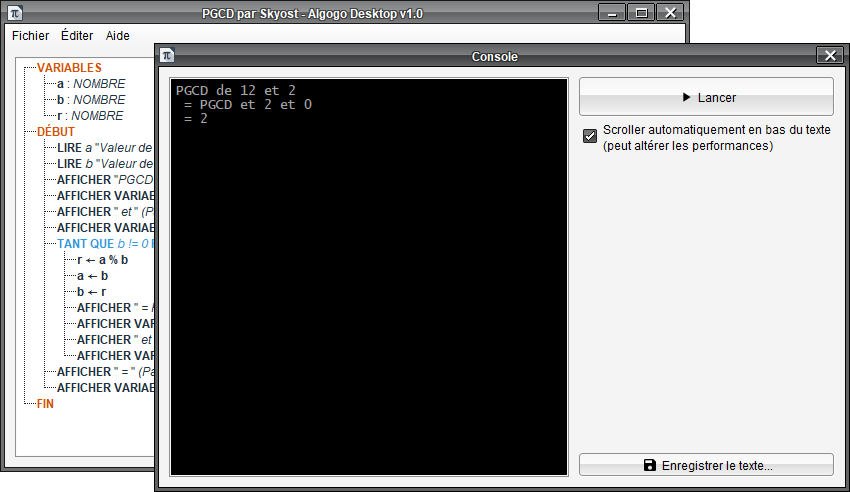 PGCD par Skyost - Algogo Desktop v1.0
Fichier Éditer Aide
VARIABLES
a : NOMBRE
b : NOMBRE
r : NOMBRE
DÉBUT
LIRE a "Valeur de
LIRE b "Valeur de
AFFICHER "PGCD
AFFICHER VARIAB
AFFICHER " et " (P
AFFICHER VARIAB
TANT QUE b != 0
r ← a % b
a ← b
b ← r
AFFICHER " =
AFFICHER VAR
AFFICHER " et
AFFICHER VAR
AFFICHER " = " (Pa
AFFICHER VARIAB
FIN
Console
PGCD de 12 et 2
= PGCD et 2 et 0
= 2
Lancer
Scroller automatiquement en bas du texte
(peut altérer les performances)
Enregistrer le texte...